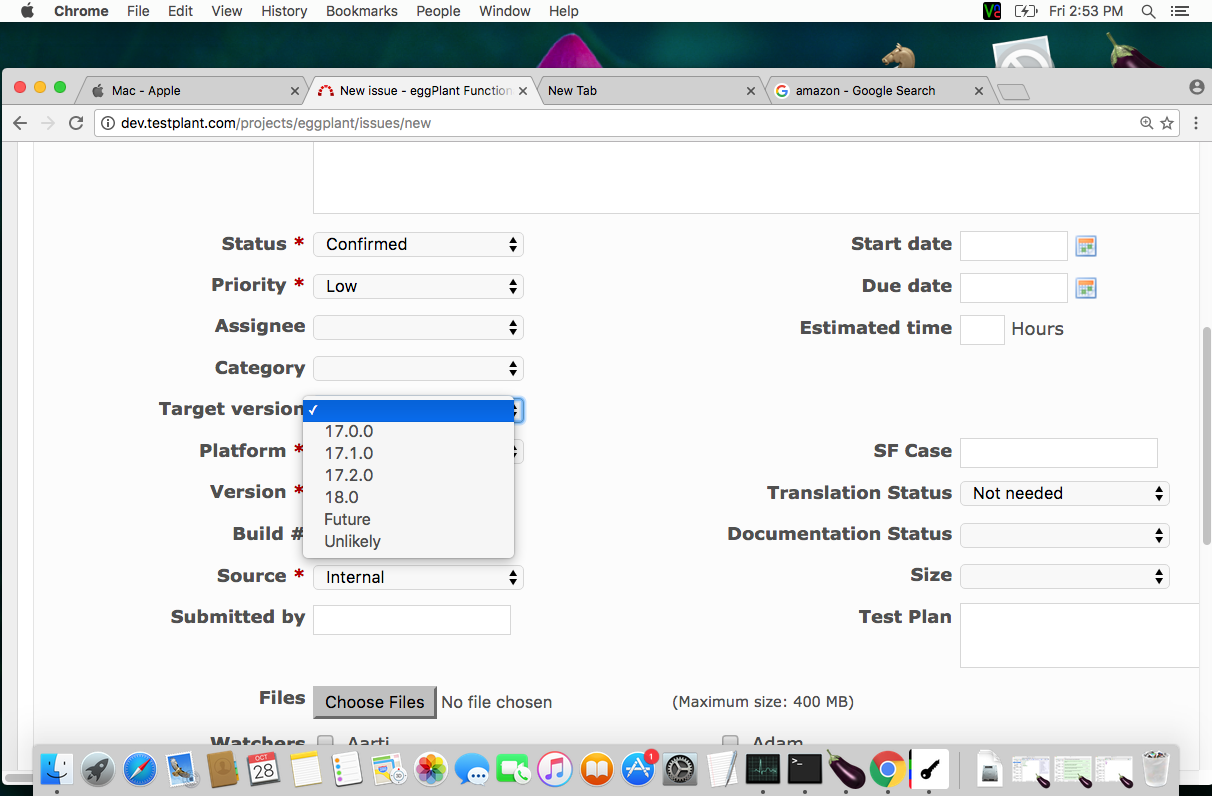 Chrome File Edit View History Bookmarks People Window Help Fri 2:53 PM
Mac - Apple New issue - eggPlant Function New Tab amazon - Google Search
dev.testplant.com/projects/eggplant/issues/new
Status * Confirmed Start date
Priority * Low Due date
Assignee Estimated time Hours
Category
Target version
17.0.0
Platform * SF Case
17.1.0
17.2.0
Version * 18.0 Translation Status Not needed
Future
Build # Documentation Status
Unlikely
Source * Internal Size
Submitted by Test Plan
Files Choose Files No file chosen (Maximum size: 400 MB)
Watchers Aarti Adam
OCT
28
30
1